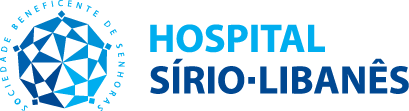 SOCIEDADE BENEFICENTE DE SENHORAS
HOSPITAL
SÍRIO·LIBANÊS